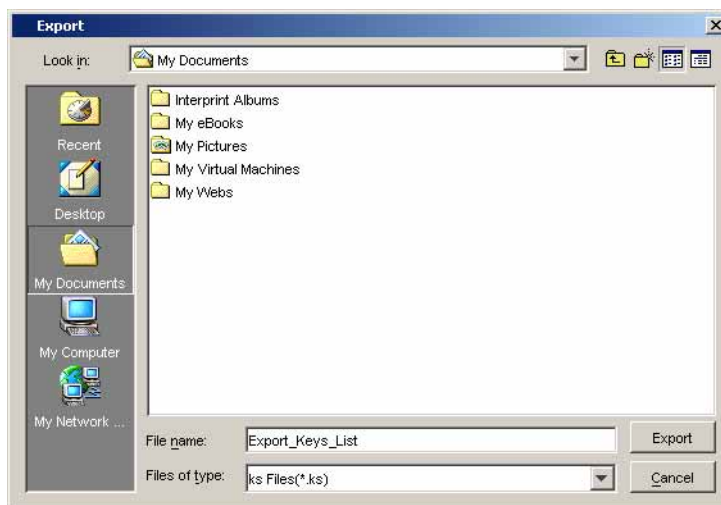 Export
Look in: My Documents
Recent
Desktop
My Documents
My Computer
My Network ...
Interprint Albums
My eBooks
My Pictures
My Virtual Machines
My Webs
File name: Export_Keys_List Export
Files of type: ks Files(*.ks) Cancel